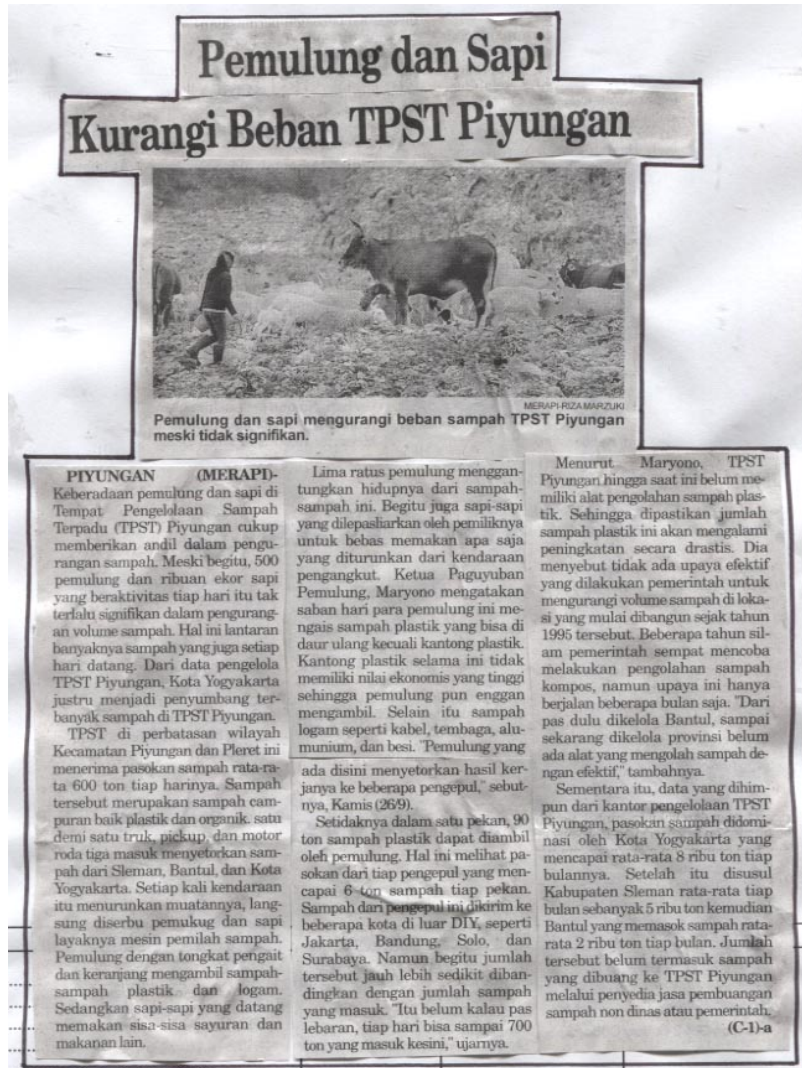 Pemulung dan Sapi
Kurangi Beban TPST Piyungan
MERAPI-RIZA MARZUKI
Pemulung dan sapi mengurangi beban sampah TPST Piyungan
meski tidak signifikan.
PIYUNGAN (MERAPI)-
Keberadaan pemulung dan sapi di
Tempat Pengelolaan Sampah
Terpadu (TPST) Piyungan cukup
memberikan andil dalam pengu-
rangan sampah. Meski begitu, 500
pemulung dan ribuan ekor sapi
yang beraktivitas tiap hari itu tak
terlalu signifikan dalam pengurang-
an volume sampah. Hal ini lantaran
banyaknya sampah yang juga setiap
hari datang. Dari data pengelola
TPST Piyungan, Kota Yogyakarta
justru menjadi penyumbang ter-
banyak sampah di TPST Piyungan.
TPST di perbatasan wilayah
Kecamatan Piyungan dan Pleret ini
menerima pasokan sampah rata-ra-
ta 600 ton tiap harinya. Sampah
tersebut merupakan sampah cam-
puran baik plastik dan organik. satu
demi satu truk, pickup, dan motor
roda tiga masuk menyetorkan sam-
pah dari Sleman, Bantul, dan Kota
Yogyakarta. Setiap kali kendaraan
itu menurunkan muatannya, lang-
sung diserbu pemukug dan sapi
layaknya mesin pemilah sampah.
Pemulung dengan tongkat pengait
dan keranjang mengambil sampah-
sampah plastik dan logam.
Sedangkan sapi-sapi yang datang
memakan sisa-sisa sayuran dan
makanan lain.
Lima ratus pemulung menggan-
tungkan hidupnya dari sampah-
sampah ini. Begitu juga sapi-sapi
yang dilepasliarkan oleh pemiliknya
untuk bebas memakan apa saja
yang diturunkan dari kendaraan
pengangkut. Ketua Paguyuban
Pemulung, Maryono mengatakan
saban hari para pemulung ini me-
ngais sampah plastik yang bisa di
daur ulang kecuali kantong plastik.
Kantong plastik selama ini tidak
memiliki nilai ekonomis yang tinggi
sehingga pemulung pun enggan
mengambil. Selain itu sampah
logam seperti kabel, tembaga, alu-
munium, dan besi. "Pemulung yang
ada disini menyetorkan hasil ker-
janya ke beberapa pengepul," sebut-
nya, Kamis (26/9).
Setidaknya dalam satu pekan, 90
ton sampah plastik dapat diambil
oleh pemulung. Hal ini melihat pa-
sokan dari tiap pengepul yang men-
capai 6 ton sampah tiap pekan.
Sampah dari pengepul ini dikirim ke
beberapa kota di luar DIY, seperti
Jakarta, Bandung, Solo, dan
Surabaya. Namun begitu jumlah
tersebut jauh lebih sedikit diban-
dingkan dengan jumlah sampah
yang masuk. "Itu belum kalau pas
lebaran, tiap hari bisa sampai 700
ton yang masuk kesini," ujarnya.
Menurut Maryono, TPST
Piyungan hingga saat ini belum me-
miliki alat pengolahan sampah plas-
tik. Sehingga dipastikan jumlah
sampah plastik ini akan mengalami
peningkatan secara drastis. Dia
menyebut tidak ada upaya efektif
yang dilakukan pemerintah untuk
mengurangi volume sampah di loka-
si yang mulai dibangun sejak tahun
1995 tersebut. Beberapa tahun sil-
am pemerintah sempat mencoba
melakukan pengolahan sampah
kompos, namun upaya ini hanya
berjalan beberapa bulan saja. "Dari
pas dulu dikelola Bantul, sampai
sekarang dikelola provinsi belum
ada alat yang mengolah sampah de-
ngan efektif," tambahnya.
Sementara itu, data yang dihim-
pun dari kantor pengelolaan TPST
Piyungan, pasokan sampah didomi-
nasi oleh Kota Yogyakarta yang
mencapai rata-rata 8 ribu ton tiap
bulannya. Setelah itu disusul
Kabupaten Sleman rata-rata tiap
bulan sebanyak 5 ribu ton kemudian
Bantul yang memasok sampah rata-
rata 2 ribu ton tiap bulan. Jumlah
tersebut belum termasuk sampah
yang dibuang ke TPST Piyungan
melalui penyedia jasa pembuangan
sampah non dinas atau pemerintah.
(C-1)-a